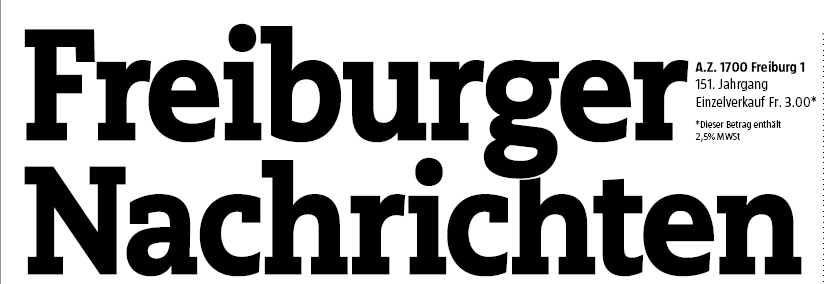 Freiburger
Nachrichten
A.Z. 1700 Freiburg 1
151. Jahrgang
Einzelverkauf Fr. 3.00*
*Dieser Betrag enthält
2,5% MWSt